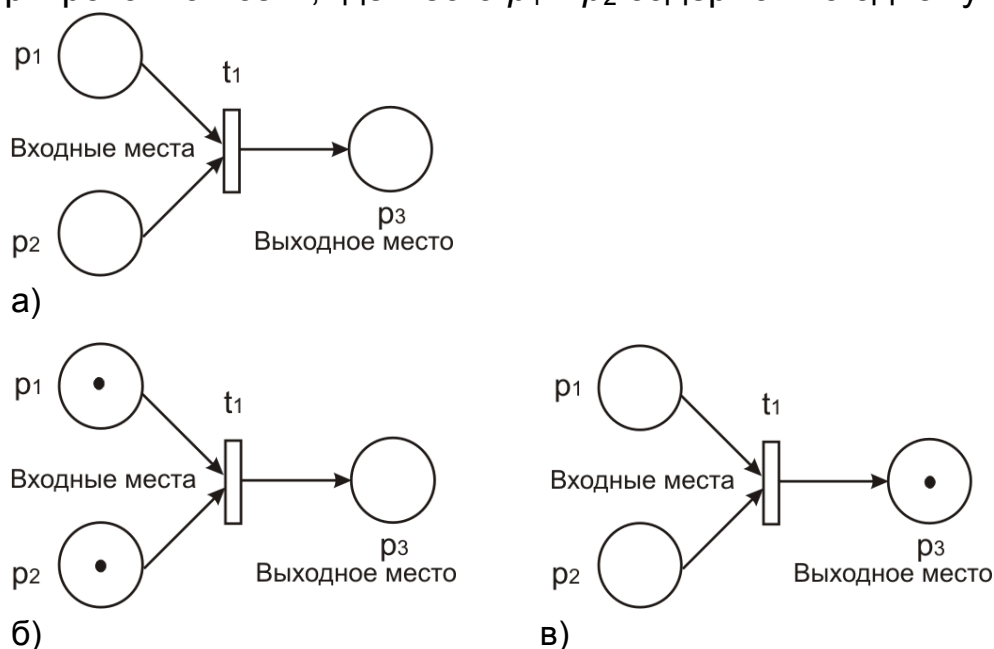 p1
t1
Входные места
p2
p3
Выходное место
а)
p1
t1
Входные места
p2
p3
Выходное место
б)
p1
t1
Входные места
p2
p3
Выходное место
в)